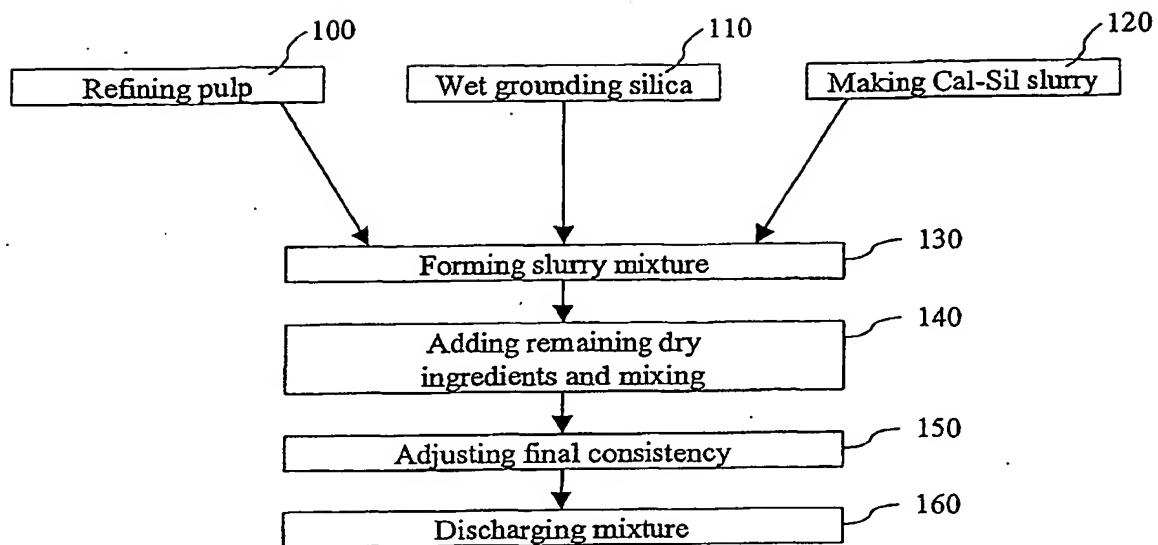 100
110
120
Refining pulp
Wet grounding silica
Making Cal-Sil slurry
130
Forming slurry mixture
140
Adding remaining dry
ingredients and mixing
150
Adjusting final consistency
160
Discharging mixture